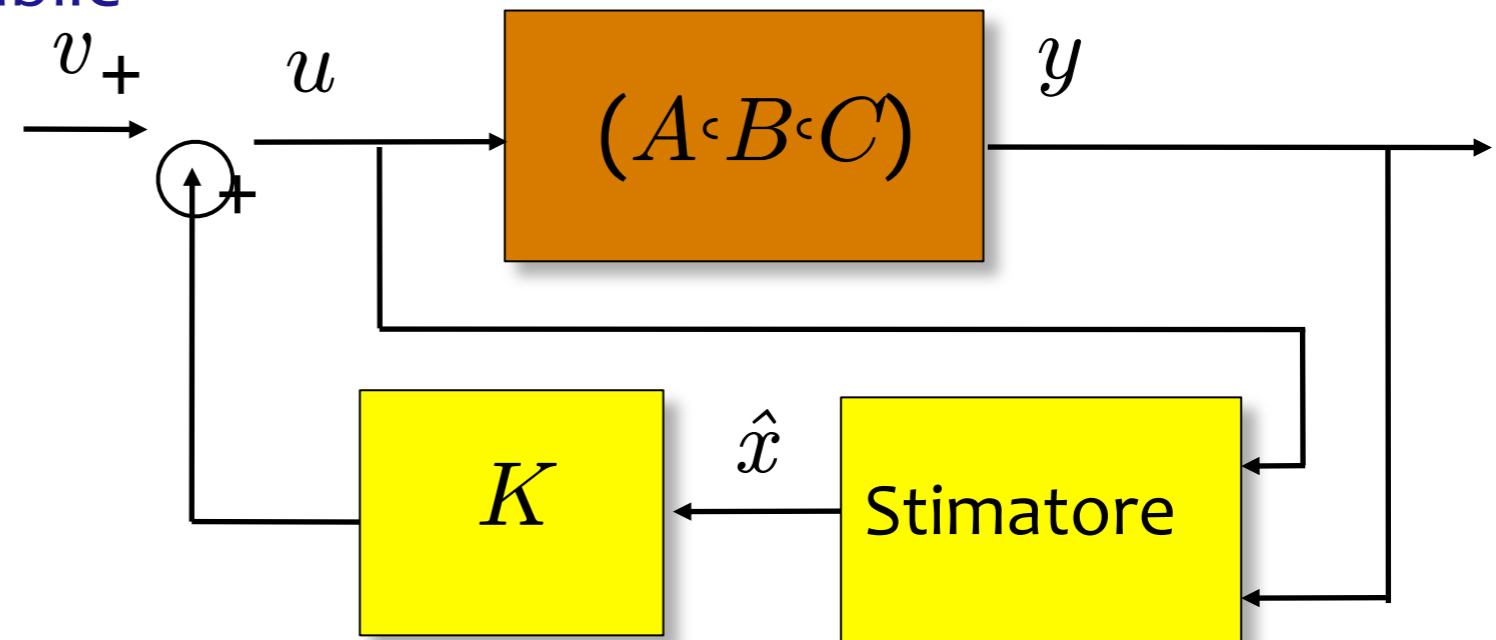 v +
u
y
(A‘B‘C)
+
x̂
K
Stimatore